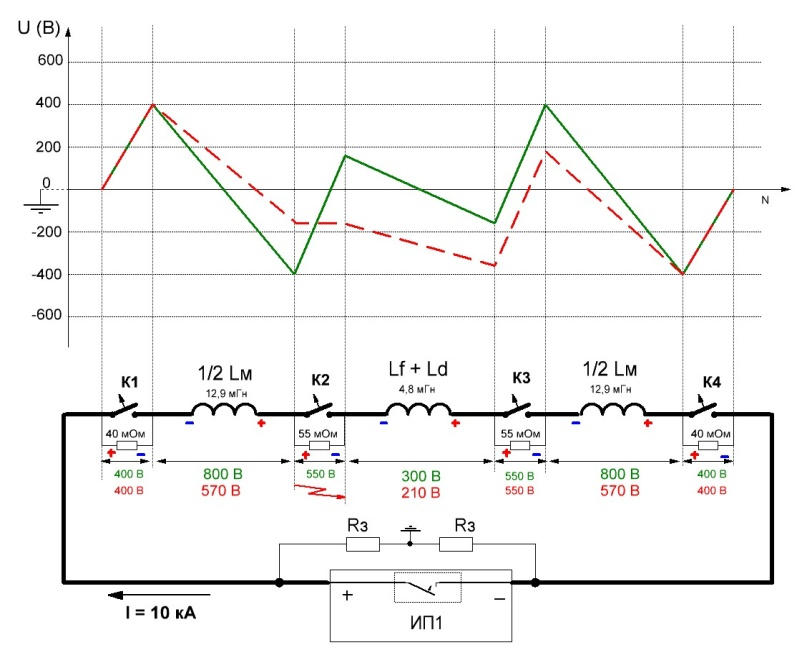 U (В)
600
400
200
0
N
-200
-400
-600
K1 1/2 Lм K2 Lf + Ld K3 1/2 Lм K4
12,9 мГн 4,8 мГн 12,9 мГн
- + - + - +
40 мОм 55 мОм 55 мОм 40 мОм
+ - + - + - + -
400 В 800 В 550 В 300 В 550 В 800 В 400 В
400 В 570 В 210 В 550 В 570 В 400 В
Rз Rз
+ –
I = 10 кА
ИП1